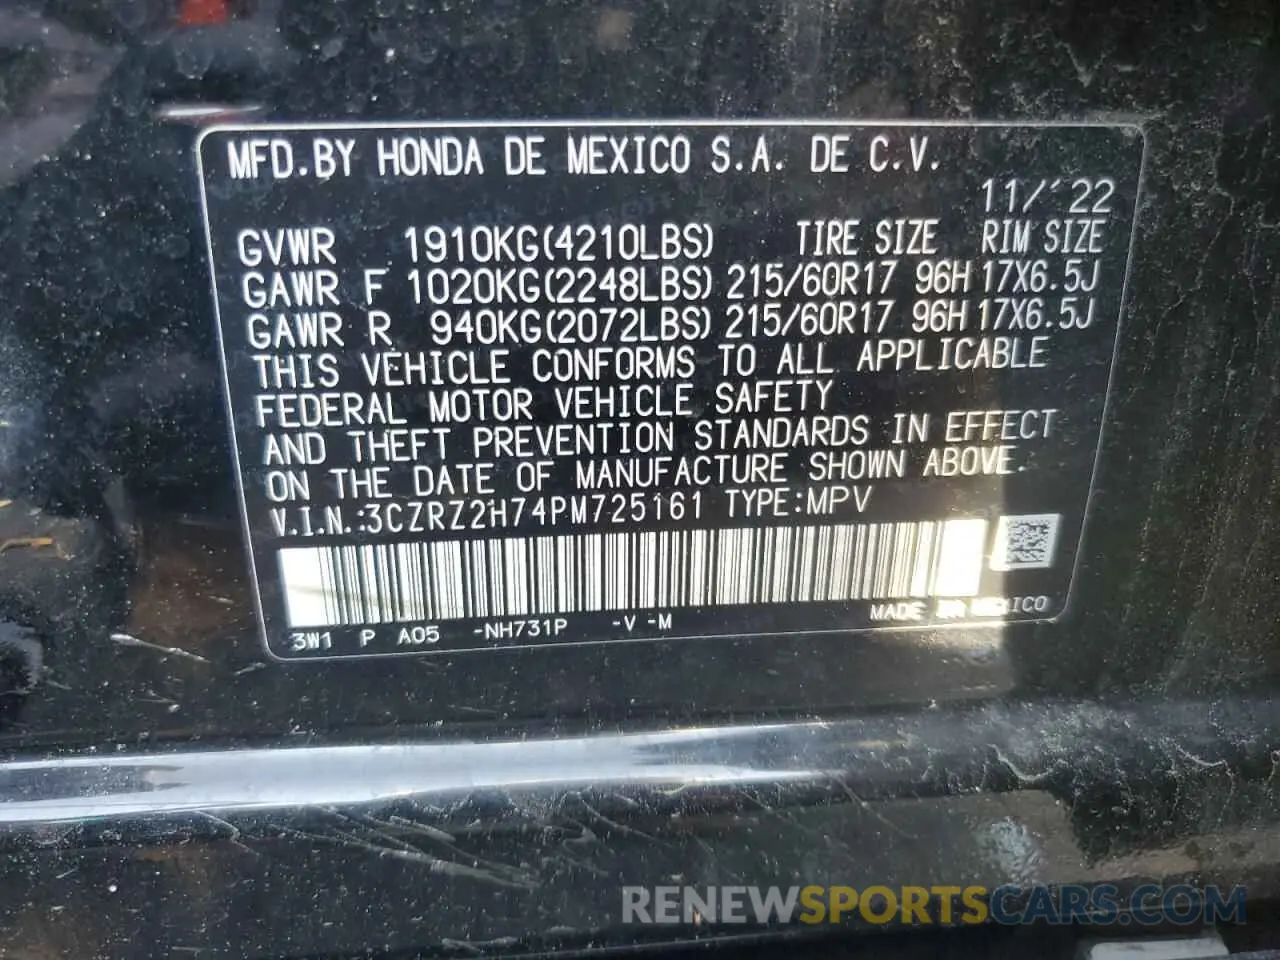 MFD.BY HONDA DE MEXICO S.A. DE C.V.
11/'22
GVWR 1910KG(4210LBS) TIRE SIZE RIM SIZE
GAWR F 1020KG(2248LBS) 215/60R17 96H 17X6.5J
GAWR R 940KG(2072LBS) 215/60R17 96H 17X6.5J
THIS VEHICLE CONFORMS TO ALL APPLICABLE
FEDERAL MOTOR VEHICLE SAFETY
AND THEFT PREVENTION STANDARDS IN EFFECT
ON THE DATE OF MANUFACTURE SHOWN ABOVE.
V.I.N.:3CZRZ2H74PM725161 TYPE:MPV
MADE IN MEXICO
3W1 P A05 -NH731P -V -M
RENEWSPORTSCARS.COM